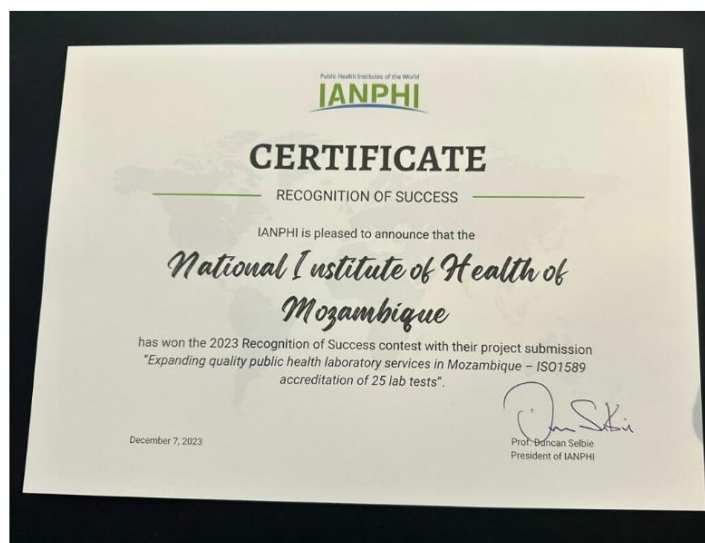 Public Health Institutes of the World
IANPHI
CERTIFICATE
RECOGNITION OF SUCCESS
IANPHI is pleased to announce that the
National Institute of Health of
Mozambique
has won the 2023 Recognition of Success contest with their project submission
"Expanding quality public health laboratory services in Mozambique – ISO1589
accreditation of 25 lab tests".
December 7, 2023
Prof. Duncan Selbie
President of IANPHI